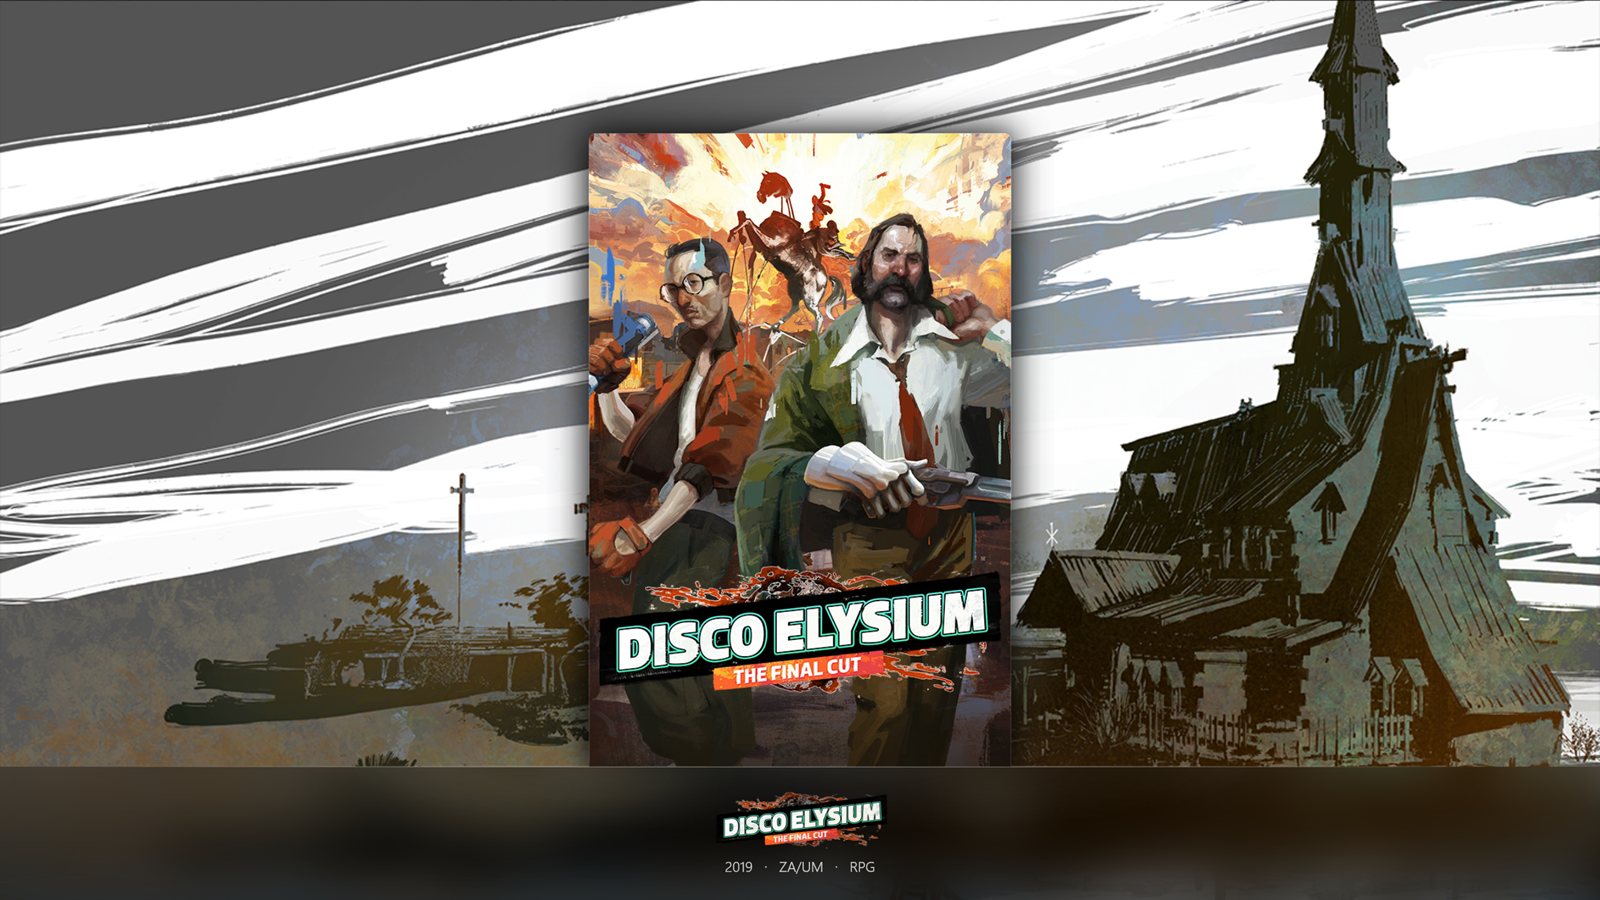 DISCO ELYSIUM
THE FINAL CUT
DISCO ELYSIUM
THE FINAL CUT
2019 · ZA/UM · RPG